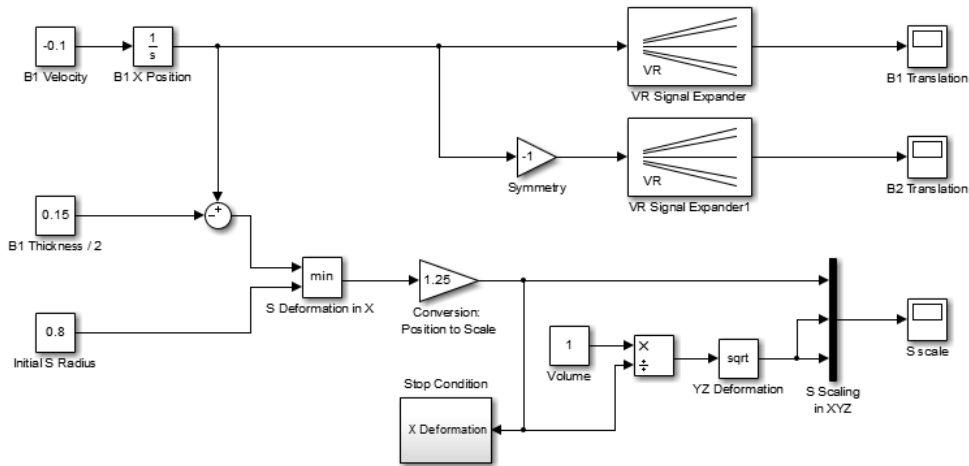 -0.1
B1 Velocity
1
s
B1 X Position
VR
VR Signal Expander
B1 Translation
-1
Symmetry
VR
VR Signal Expander1
B2 Translation
0.15
B1 Thickness / 2
min
S Deformation in X
1.25
Conversion:
Position to Scale
0.8
Initial S Radius
1
Volume
sqrt
YZ Deformation
S Scaling
in XYZ
S scale
Stop Condition
X Deformation